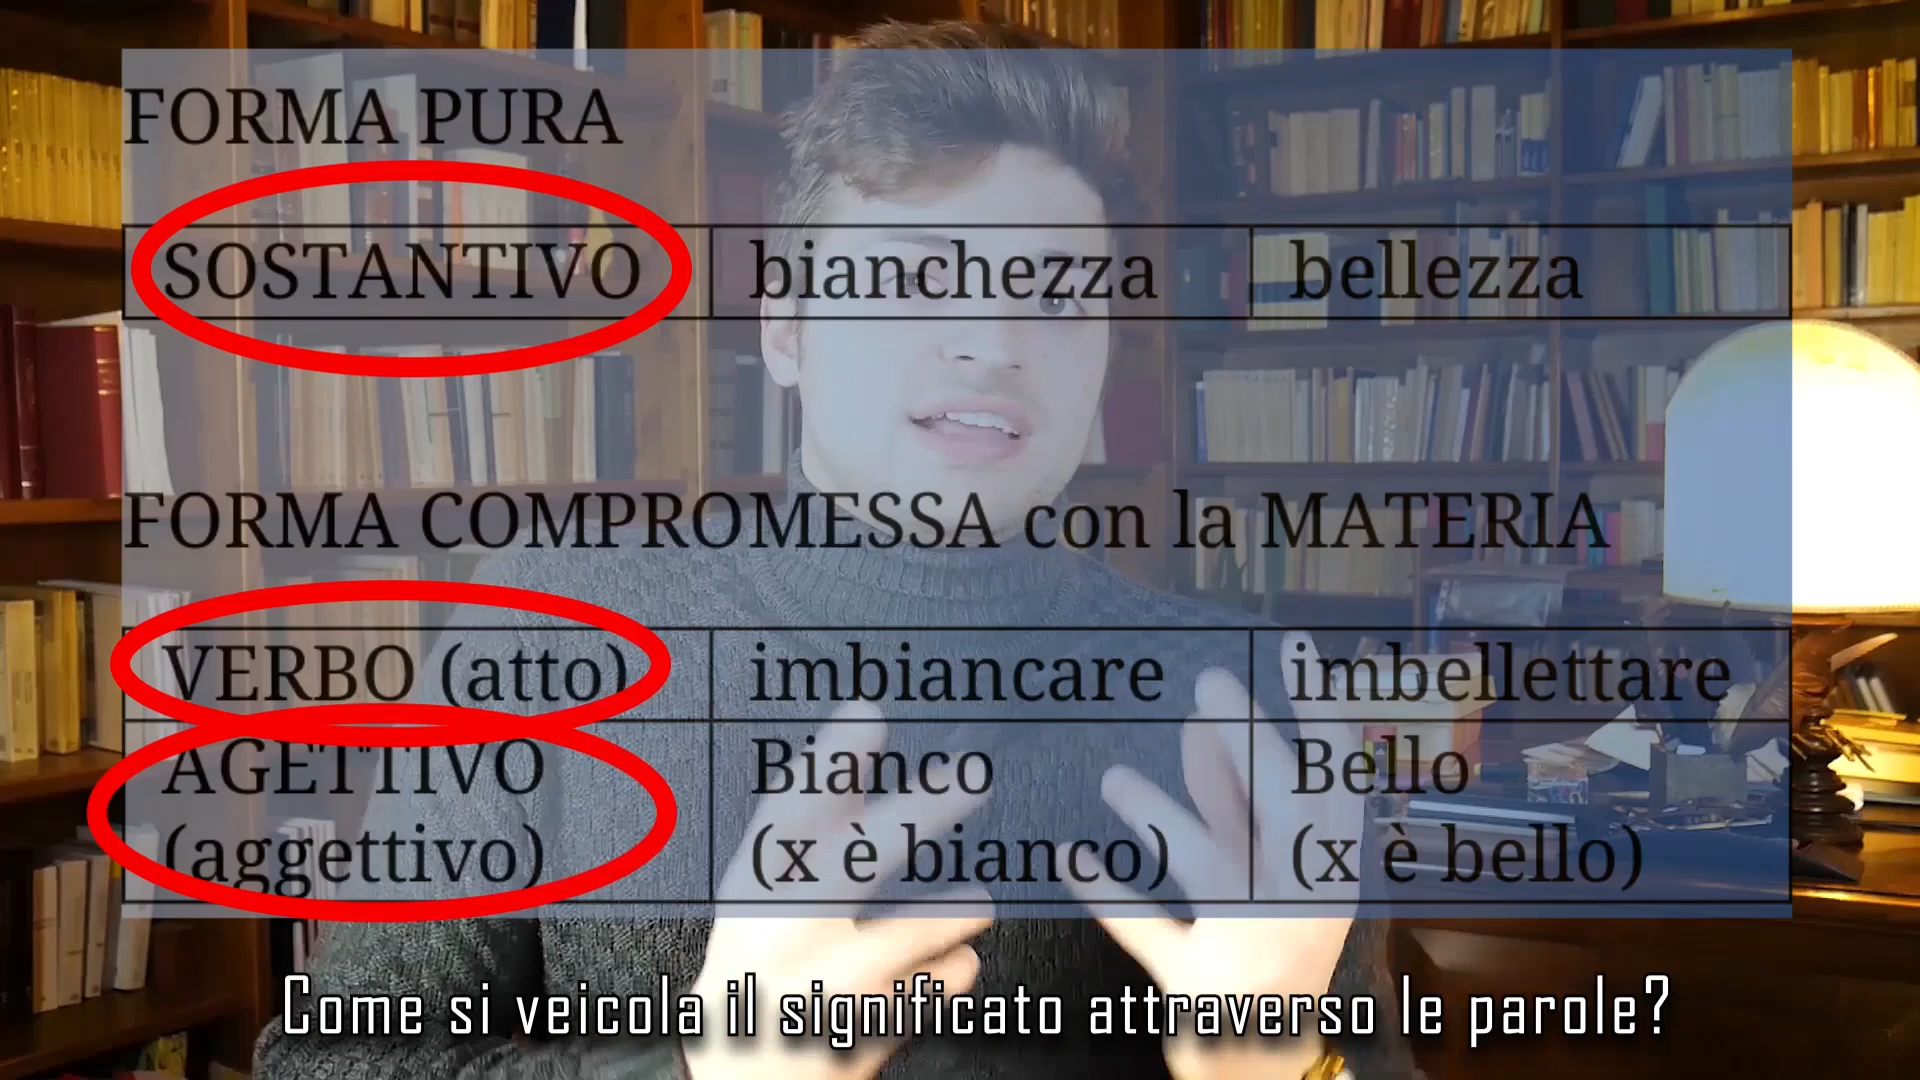 FORMA PURA
SOSTANTIVO bianchezza bellezza
FORMA COMPROMESSA con la MATERIA
VERBO (atto) imbiancare imbellettare
AGETTIVO Bianco Bello
(aggettivo) (x è bianco) (x è bello)
Come si veicola il significato attraverso le parole?